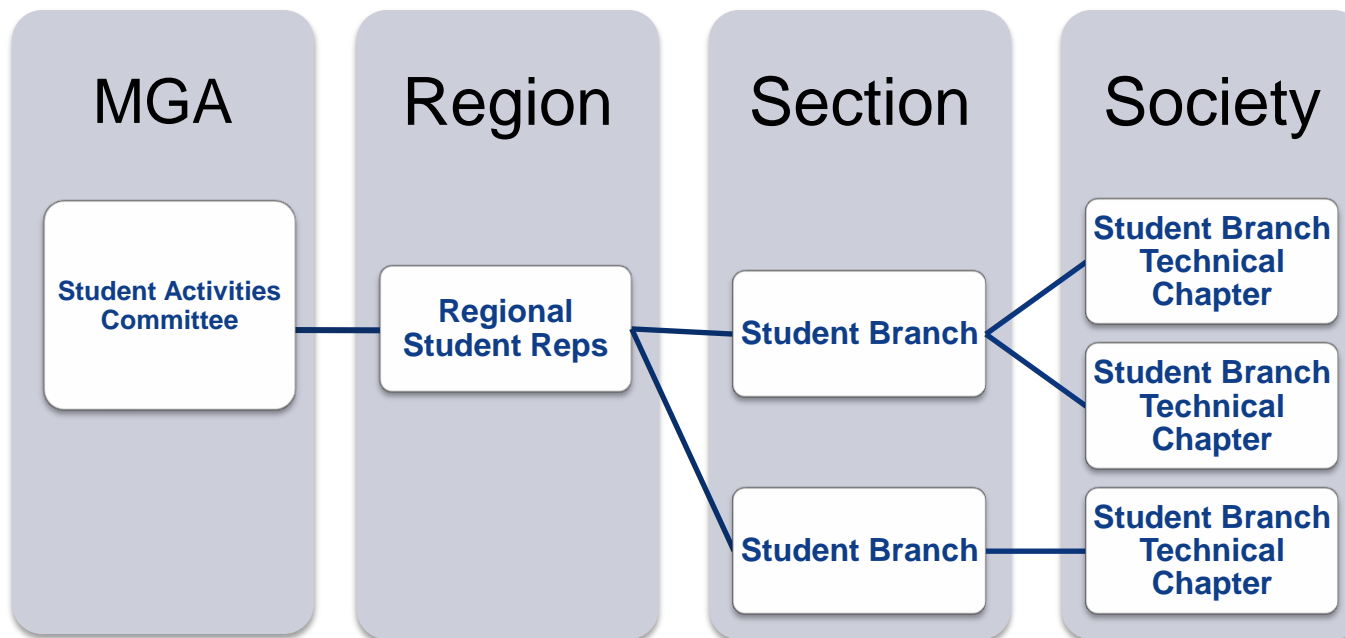 MGA
Region
Section
Society
Student Activities
Committee
Regional
Student Reps
Student Branch
Student Branch
Student Branch
Technical
Chapter
Student Branch
Technical
Chapter
Student Branch
Technical
Chapter